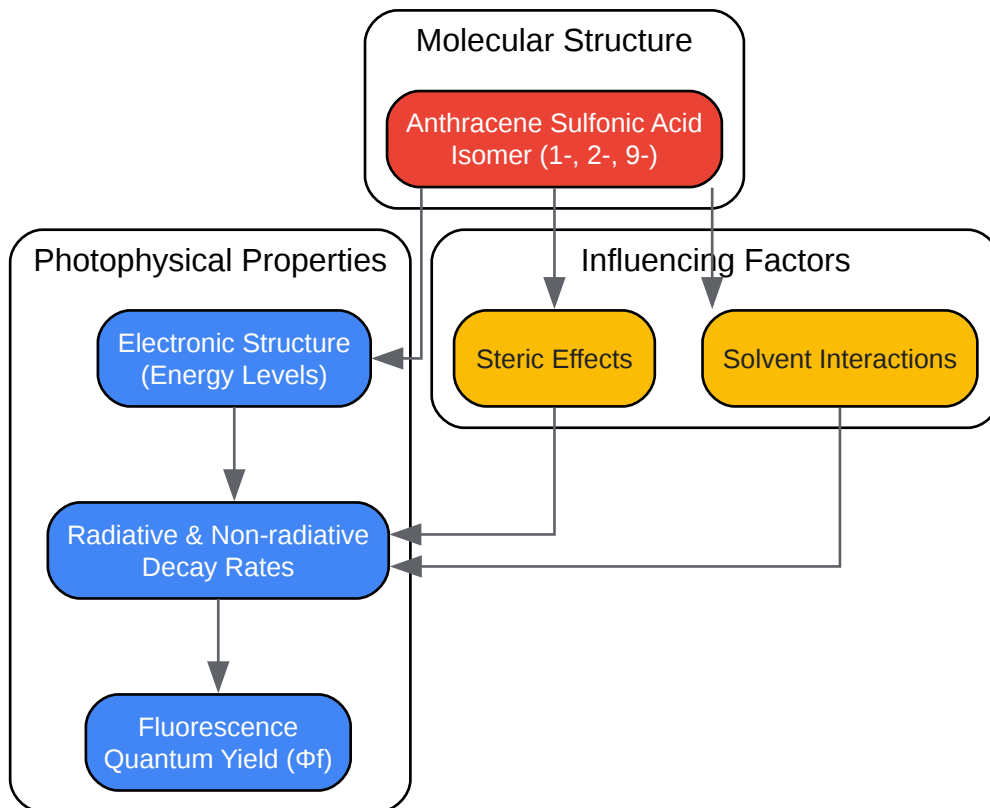 Molecular Structure
Anthracene Sulfonic Acid
Isomer (1-, 2-, 9-)
Photophysical Properties
Influencing Factors
Electronic Structure
(Energy Levels)
Steric Effects
Solvent Interactions
Radiative & Non-radiative
Decay Rates
Fluorescence
Quantum Yield (Φf)